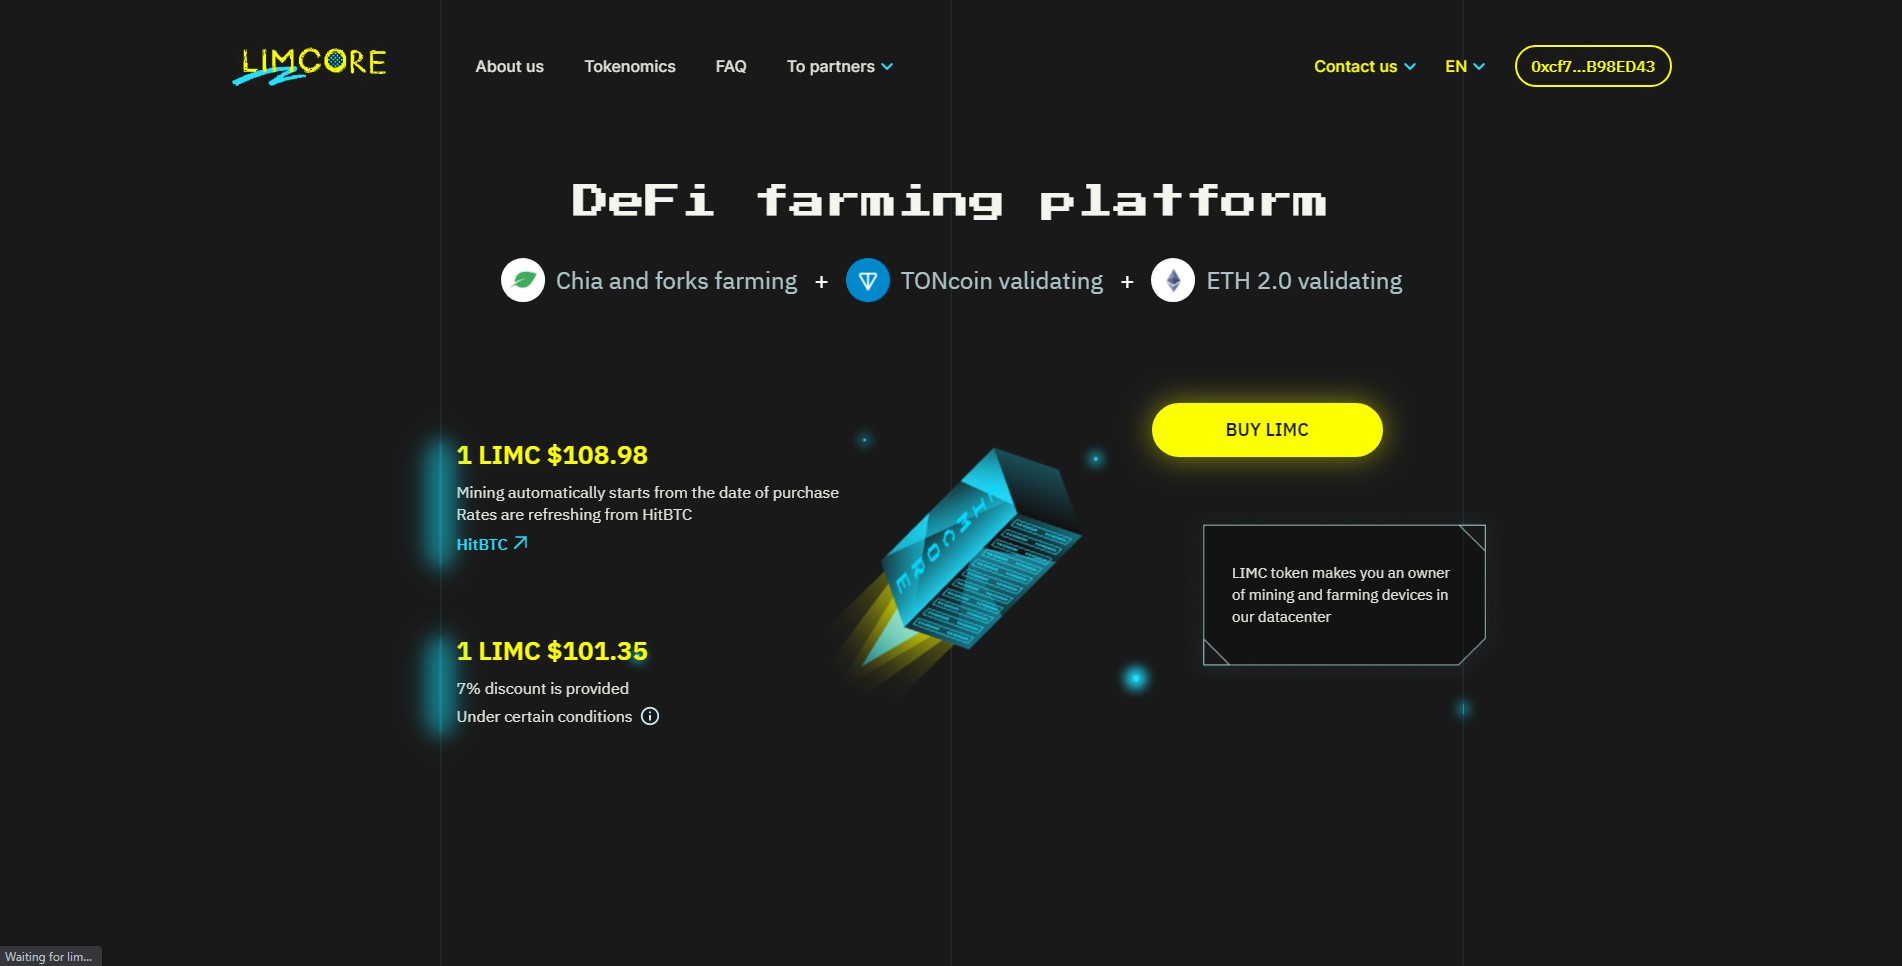 LIMCORE
About us
Tokenomics
FAQ
To partners
Contact us
EN
0xcf7...B98ED43
DeFi farming platform
Chia and forks farming + TONcoin validating + ETH 2.0 validating
BUY LIMC
1 LIMC $108.98
Mining automatically starts from the date of purchase
Rates are refreshing from HitBTC
HitBTC
LIMCORE
LIMC token makes you an owner
of mining and farming devices in
our datacenter
1 LIMC $101.35
7% discount is provided
Under certain conditions
Waiting for lim...